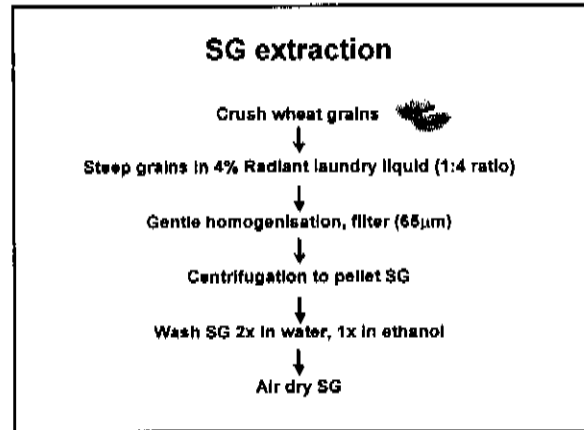 SG extraction
Crush wheat grains
Steep grains in 4% Radiant laundry liquid (1:4 ratio)
Gentle homogenisation, filter (65µm)
Centrifugation to pellet SG
Wash SG 2x in water, 1x in ethanol
Air dry SG